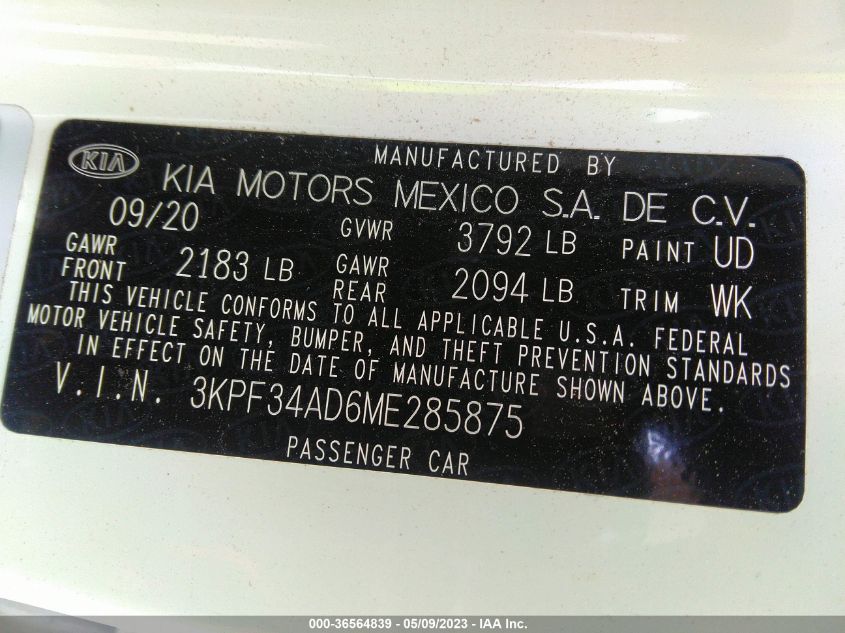 KIA
MANUFACTURED BY
KIA MOTORS MEXICO S.A. DE C.V.
09/20 GVWR 3792 LB PAINT UD
GAWR FRONT 2183 LB GAWR REAR 2094 LB TRIM WK
THIS VEHICLE CONFORMS TO ALL APPLICABLE U.S.A. FEDERAL
MOTOR VEHICLE SAFETY, BUMPER, AND THEFT PREVENTION STANDARDS
IN EFFECT ON THE DATE OF MANUFACTURE SHOWN ABOVE.
V.I.N. 3KPF34AD6ME285875
PASSENGER CAR
000-36564839 - 05/09/2023 - IAA Inc.